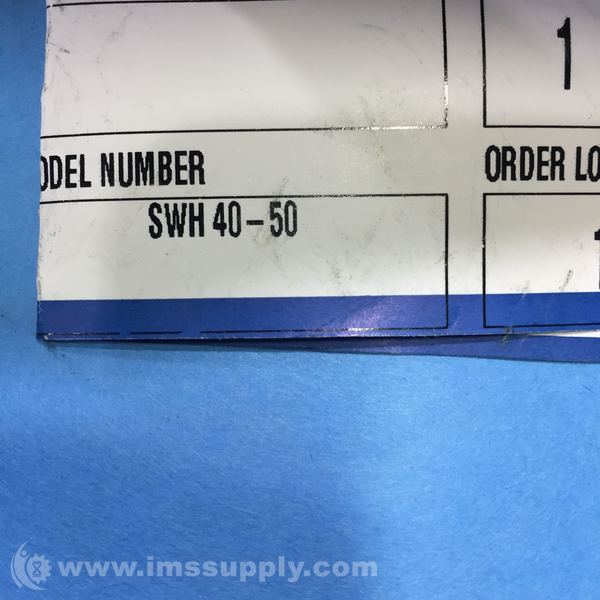 1
ODEL NUMBER
ORDER LO
SWH 40-50
www.imssupply.com